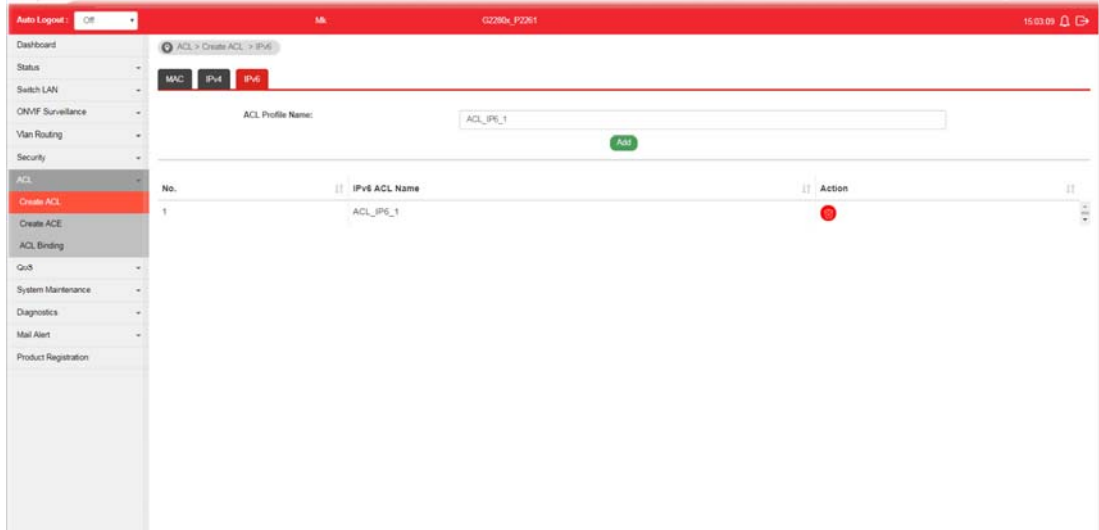 Auto Logout : Off Mk G2280x_P2261 15:03:09
Dashboard
Status
Switch LAN
ONVIF Surveillance
Vlan Routing
Security
ACL
Create ACL
Create ACE
ACL Binding
QoS
System Maintenance
Diagnostics
Mail Alert
Product Registration
ACL > Create ACL > IPv6
MAC IPv4 IPv6
ACL Profile Name: ACL_IP6_1
Add
No. IPv6 ACL Name Action
1 ACL_IP6_1